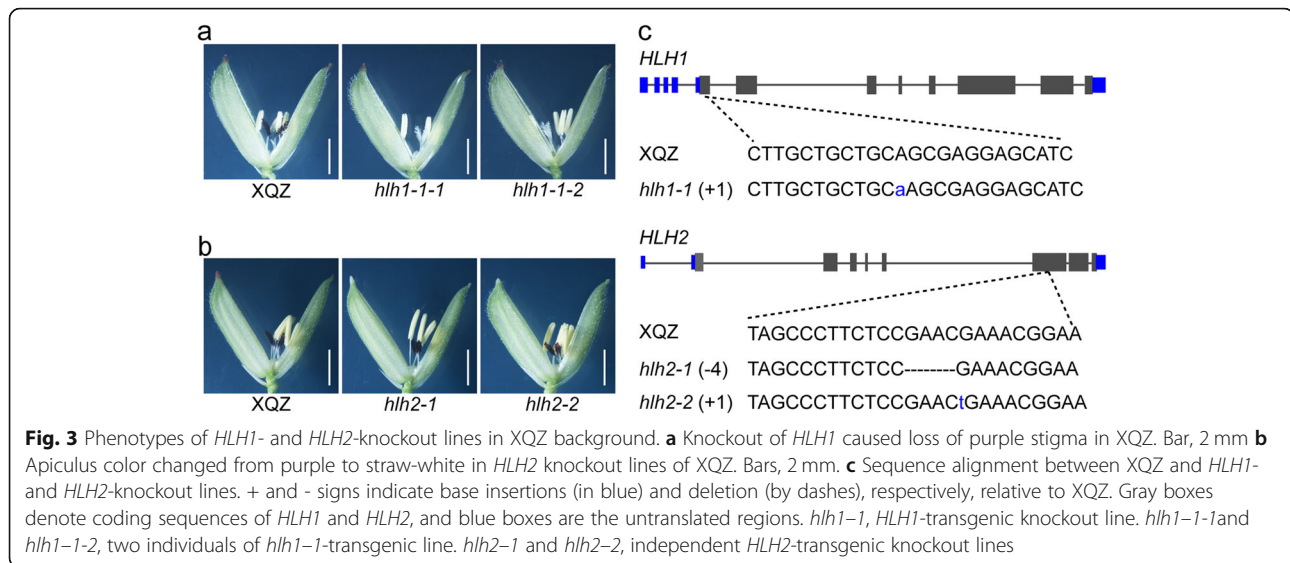 a
XQZ
hlh1-1-1
hlh1-1-2
b
XQZ
hlh2-1
hlh2-2
c
HLH1
XQZ CTTGCTGCTGCAGCGAGGAGCATC
hlh1-1 (+1) CTTGCTGCTGCaAGCGAGGAGCATC
HLH2
XQZ TAGCCCTTCTCCGAACGAAACGGAA
hlh2-1 (-4) TAGCCCTTCTCC--------GAAACGGAA
hlh2-2 (+1) TAGCCCTTCTCCGAACtGAAACGGAA
Fig. 3 Phenotypes of HLH1- and HLH2-knockout lines in XQZ background. a Knockout of HLH1 caused loss of purple stigma in XQZ. Bar, 2 mm b
Apiculus color changed from purple to straw-white in HLH2 knockout lines of XQZ. Bars, 2 mm. c Sequence alignment between XQZ and HLH1-
and HLH2-knockout lines. + and - signs indicate base insertions (in blue) and deletion (by dashes), respectively, relative to XQZ. Gray boxes
denote coding sequences of HLH1 and HLH2, and blue boxes are the untranslated regions. hlh1–1, HLH1-transgenic knockout line. hlh1–1-1and
hlh1–1-2, two individuals of hlh1–1-transgenic line. hlh2–1 and hlh2–2, independent HLH2-transgenic knockout lines